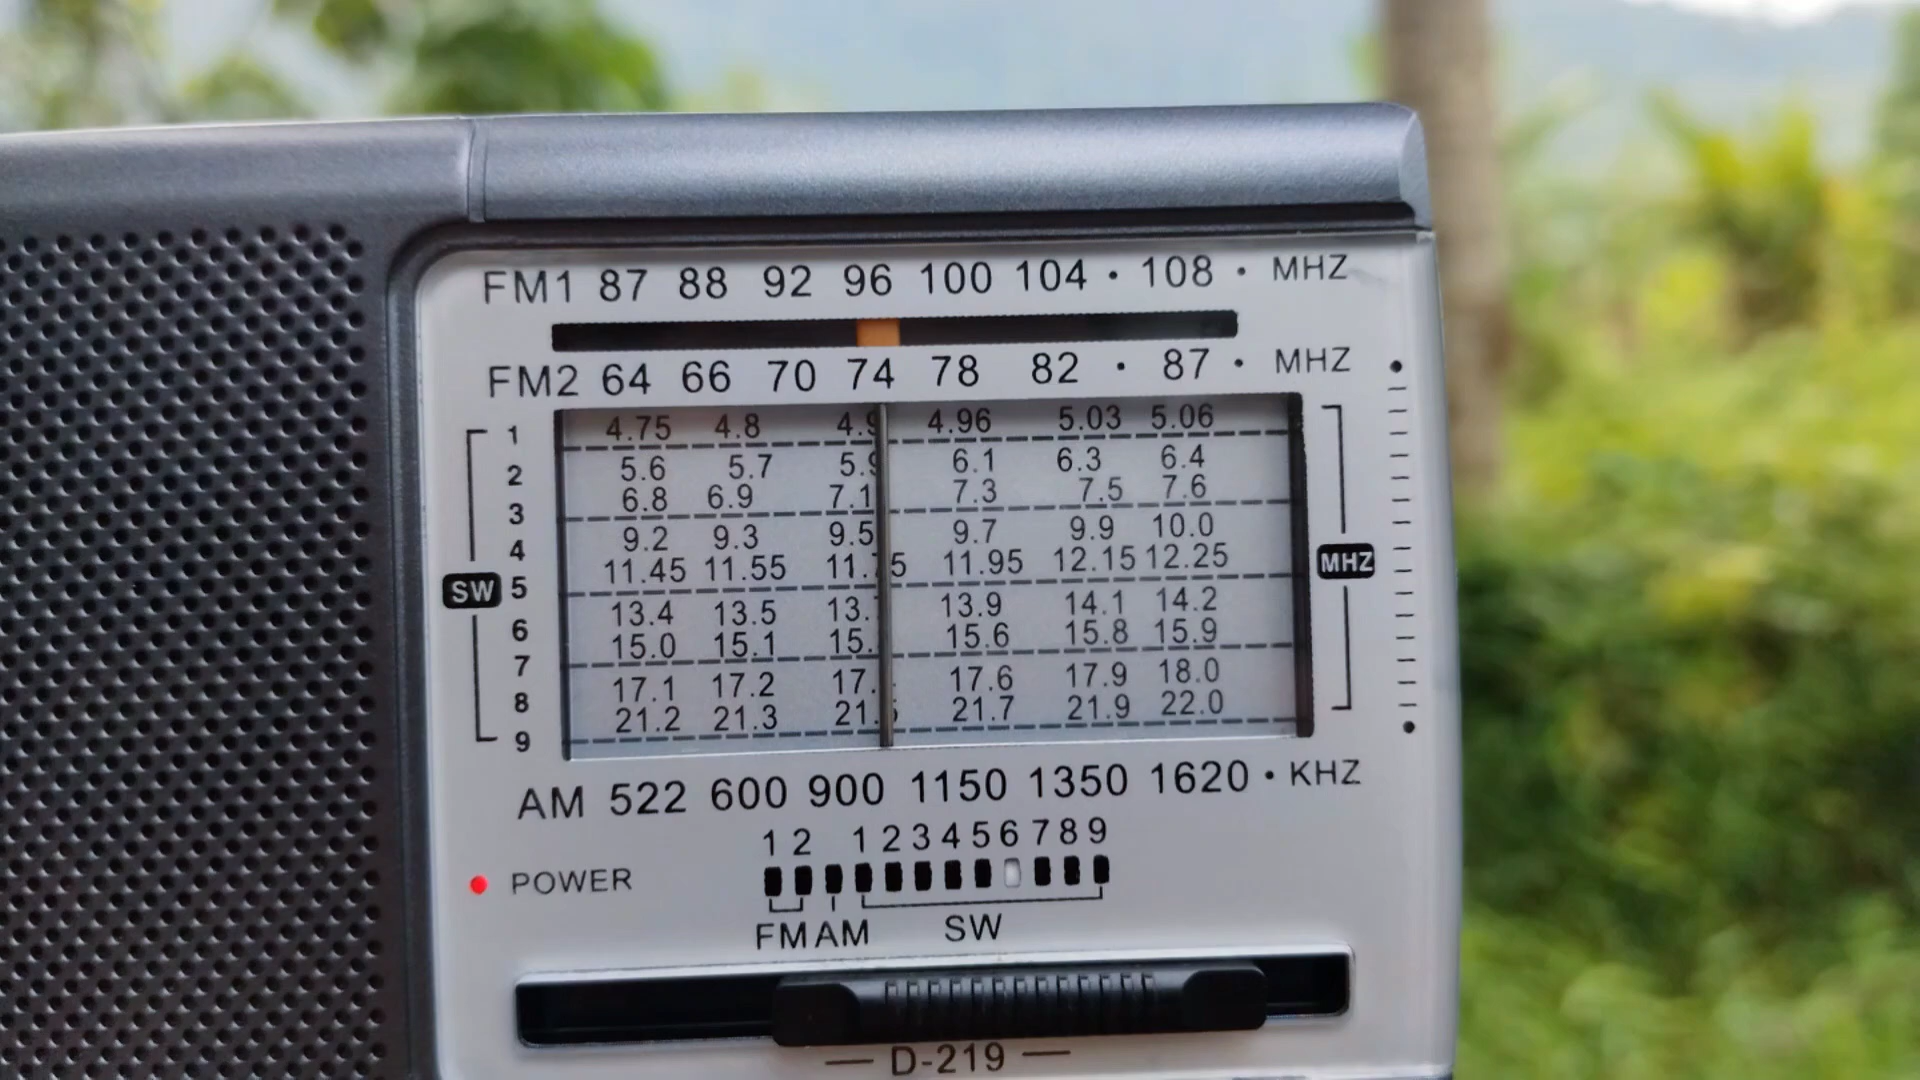 FM1 87 88 92 96 100 104 · 108 · MHZ
FM2 64 66 70 74 78 82 · 87 · MHZ
1 4.75 4.8 4.96 5.03 5.06
2 5.6 5.7 6.1 6.3 6.4
3 6.8 6.9 7.1 7.3 7.5 7.6
4 9.2 9.3 9.5 9.7 9.9 10.0
SW 5 11.45 11.55 11.95 12.15 12.25 MHZ
6 13.4 13.5 13.9 14.1 14.2
7 15.0 15.1 15.6 15.8 15.9
8 17.1 17.2 17.6 17.9 18.0
9 21.2 21.3 21.7 21.9 22.0
AM 522 600 900 1150 1350 1620 · KHZ
1 2 1 2 3 4 5 6 7 8 9
POWER
FM AM SW
D-219